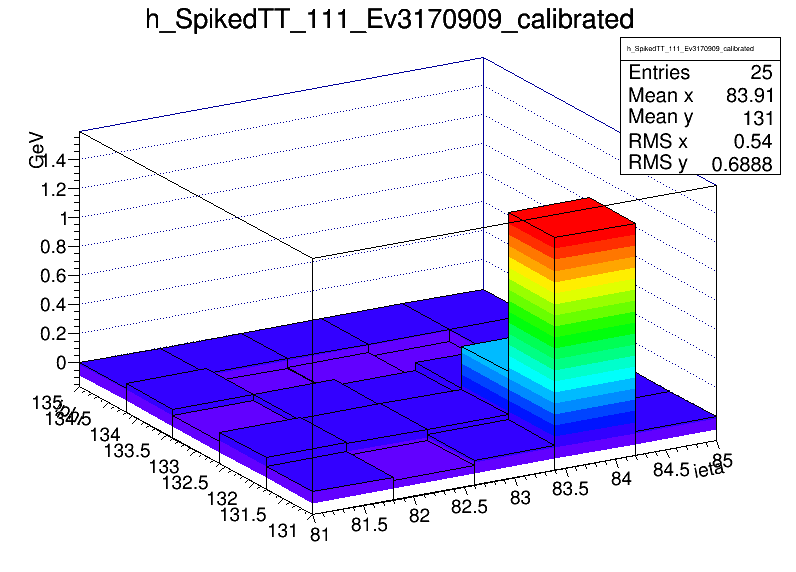 h_SpikedTT_111_Ev3170909_calibrated
h_SpikedTT_111_Ev3170909_calibrated
Entries 25
Mean x 83.91
Mean y 131
RMS x 0.54
RMS y 0.6888
GeV
1.4
1.2
1
0.8
0.6
0.4
0.2
0
135
134.5
134
133.5
133
132.5
132
131.5
131
81
81.5
82
82.5
83
83.5
84
84.5
85
ieta